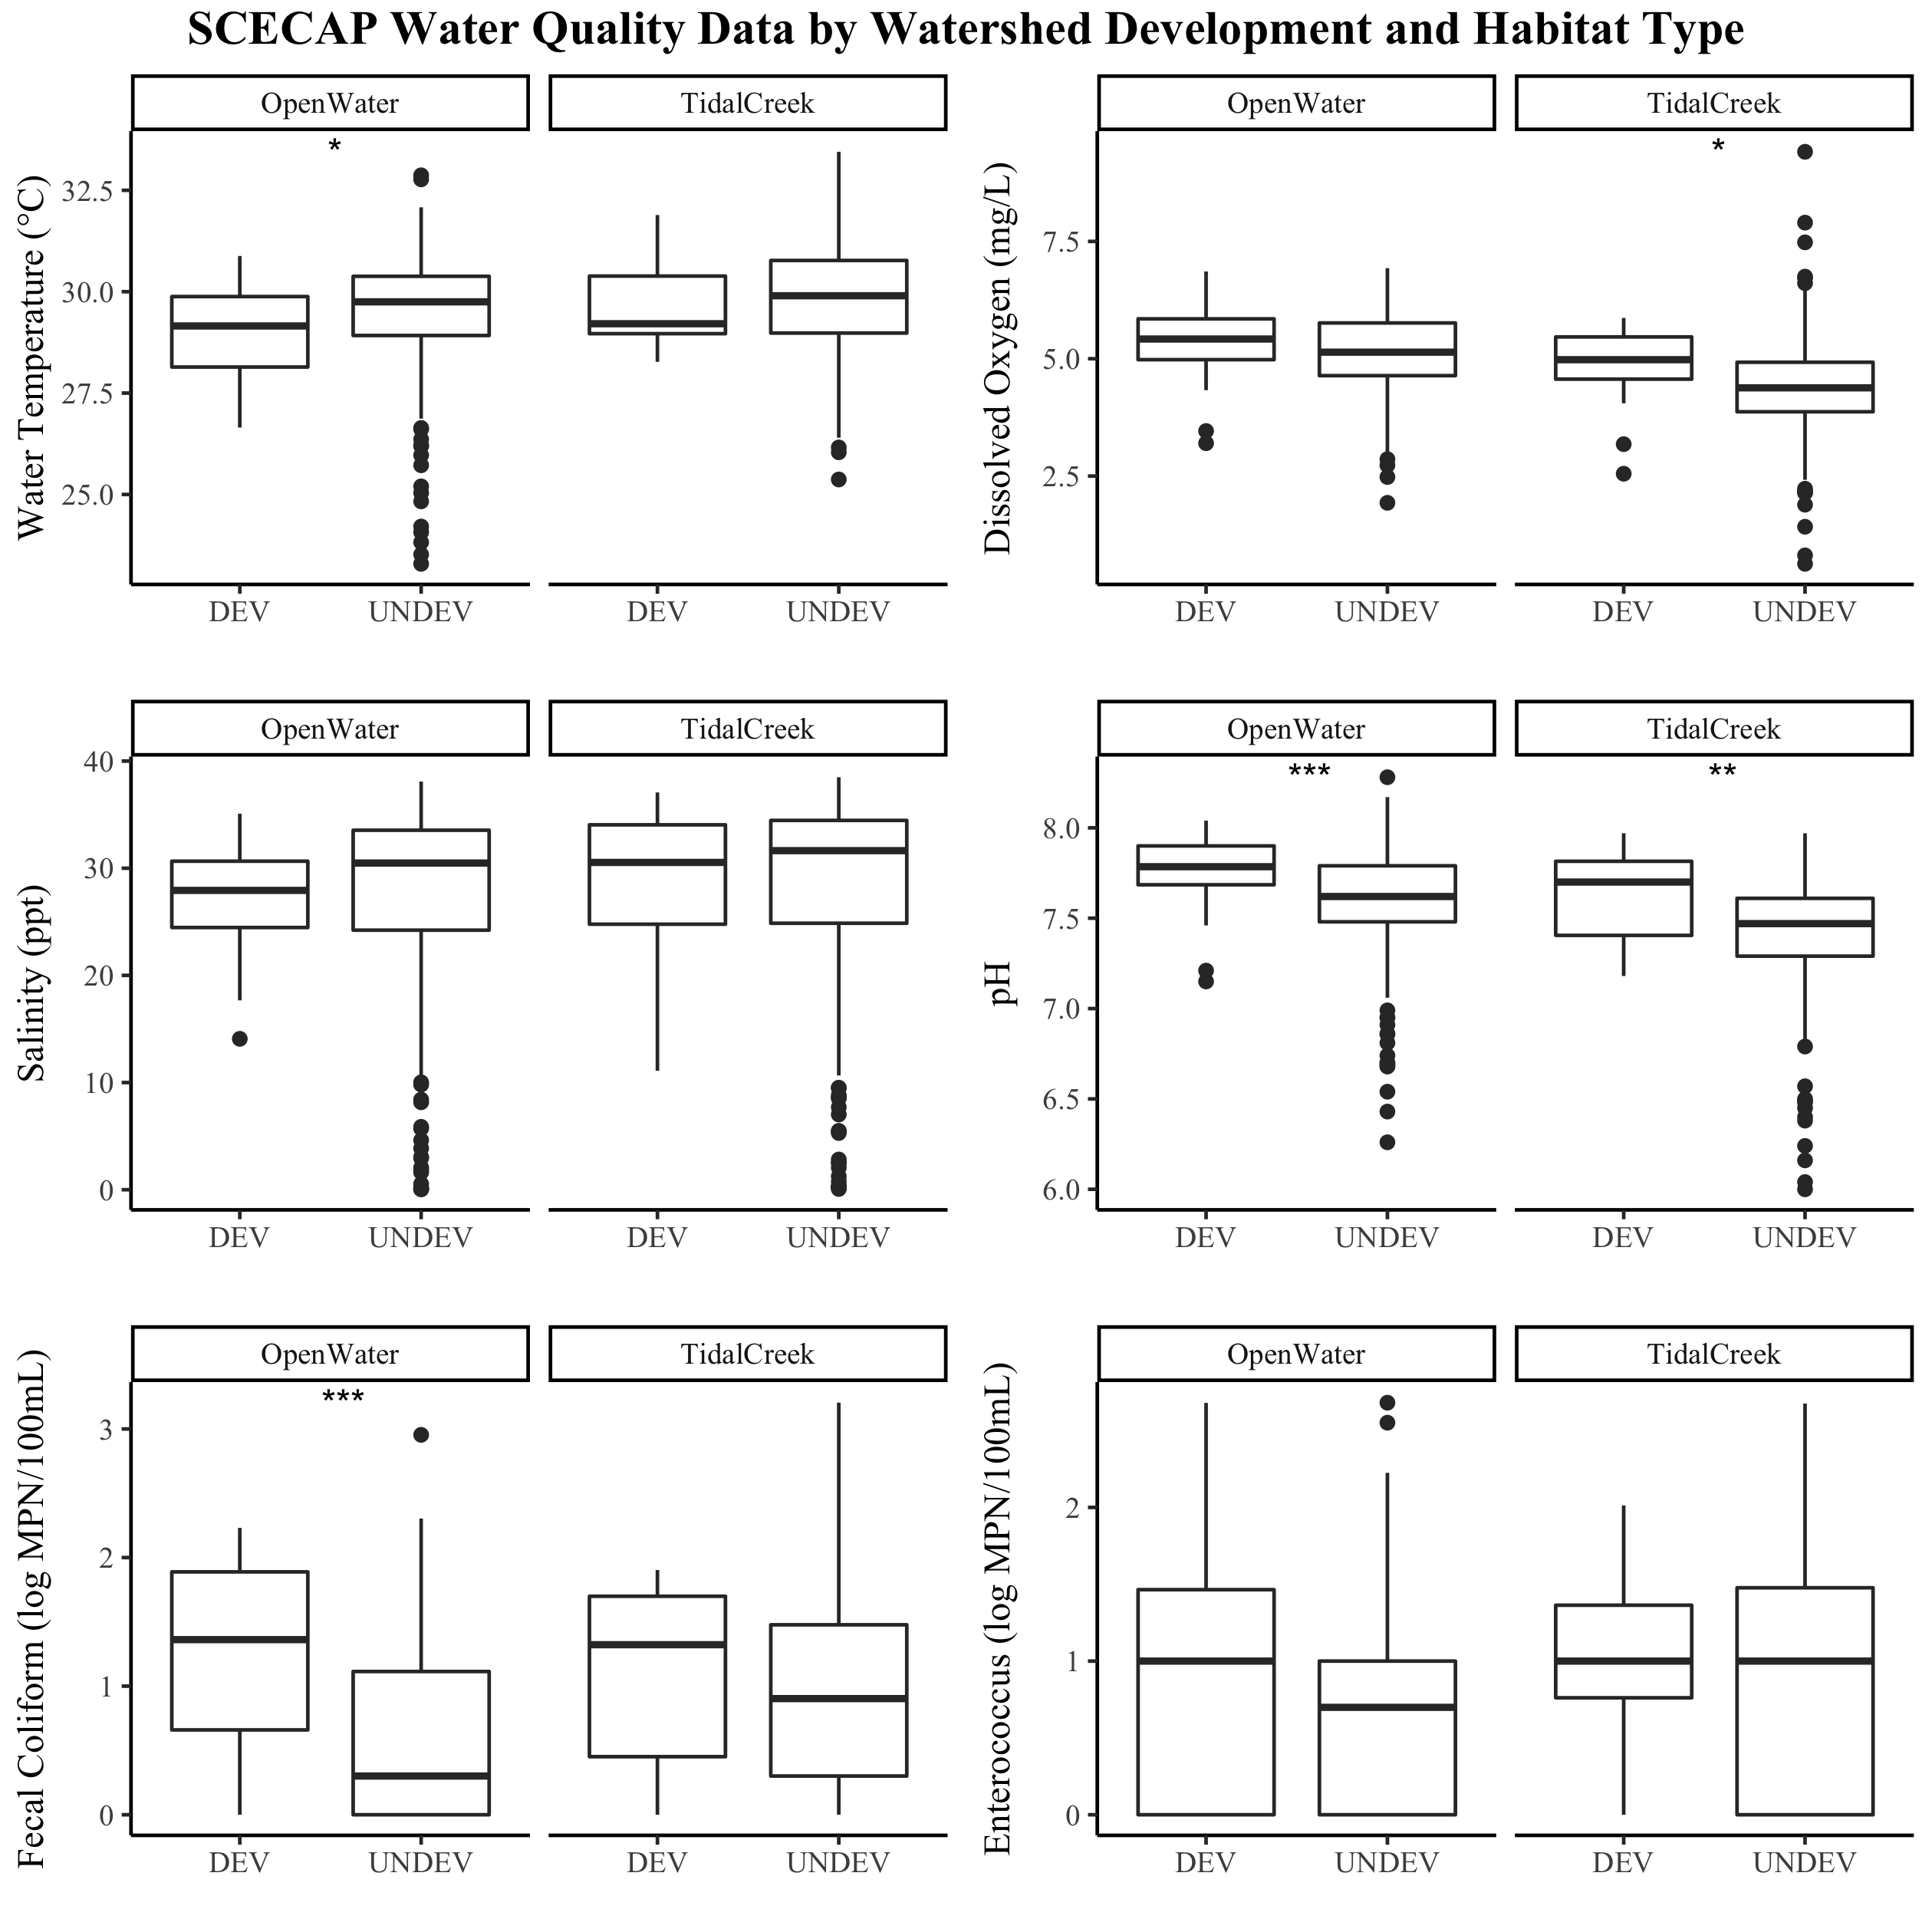 SCECAP Water Quality Data by Watershed Development and Habitat Type
OpenWater TidalCreek
*
Water Temperature (°C)
32.5
30.0
27.5
25.0
DEV UNDEV DEV UNDEV
OpenWater TidalCreek
*
Dissolved Oxygen (mg/L)
7.5
5.0
2.5
DEV UNDEV DEV UNDEV
OpenWater TidalCreek
Salinity (ppt)
40
30
20
10
0
DEV UNDEV DEV UNDEV
OpenWater TidalCreek
*** **
pH
8.0
7.5
7.0
6.5
6.0
DEV UNDEV DEV UNDEV
OpenWater TidalCreek
***
Fecal Coliform (log MPN/100mL)
3
2
1
0
DEV UNDEV DEV UNDEV
OpenWater TidalCreek
Enterococcus (log MPN/100mL)
2
1
0
DEV UNDEV DEV UNDEV